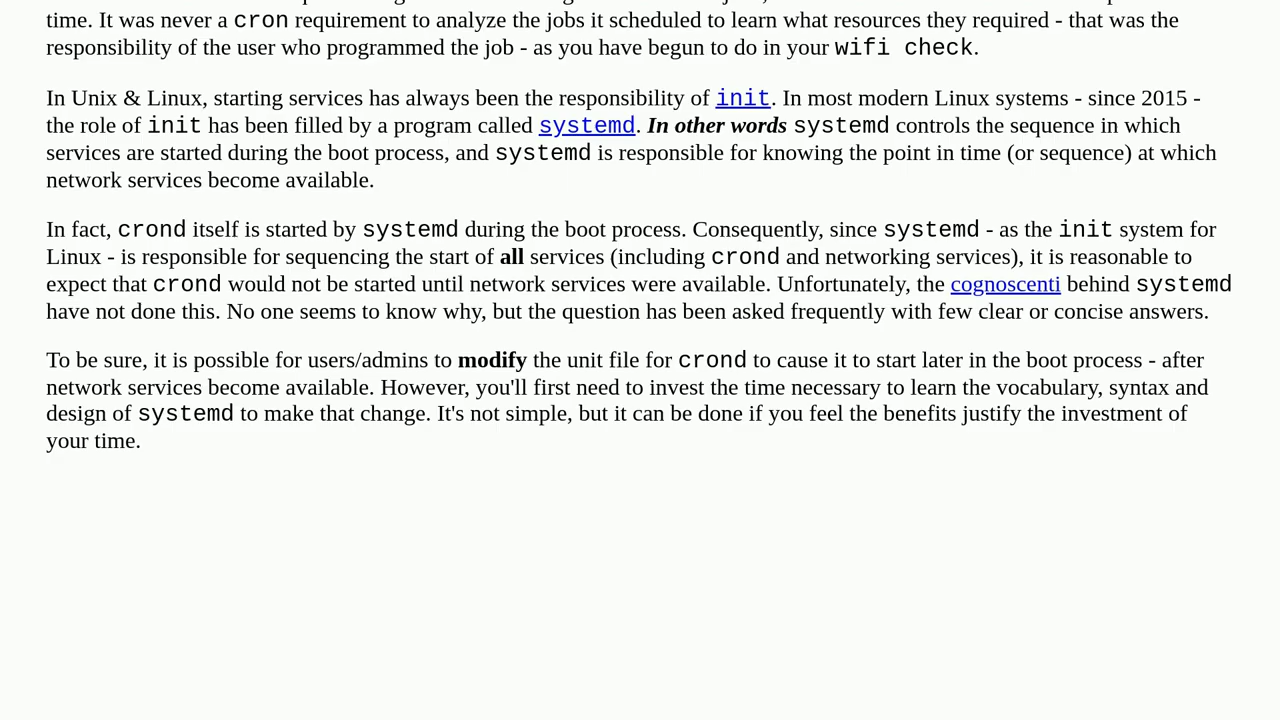 time. It was never a cron requirement to analyze the jobs it scheduled to learn what resources they required - that was the
responsibility of the user who programmed the job - as you have begun to do in your wifi check.
In Unix & Linux, starting services has always been the responsibility of init. In most modern Linux systems - since 2015 -
the role of init has been filled by a program called systemd. In other words systemd controls the sequence in which
services are started during the boot process, and systemd is responsible for knowing the point in time (or sequence) at which
network services become available.
In fact, crond itself is started by systemd during the boot process. Consequently, since systemd - as the init system for
Linux - is responsible for sequencing the start of all services (including crond and networking services), it is reasonable to
expect that crond would not be started until network services were available. Unfortunately, the cognoscenti behind systemd
have not done this. No one seems to know why, but the question has been asked frequently with few clear or concise answers.
To be sure, it is possible for users/admins to modify the unit file for crond to cause it to start later in the boot process - after
network services become available. However, you'll first need to invest the time necessary to learn the vocabulary, syntax and
design of systemd to make that change. It's not simple, but it can be done if you feel the benefits justify the investment of
your time.